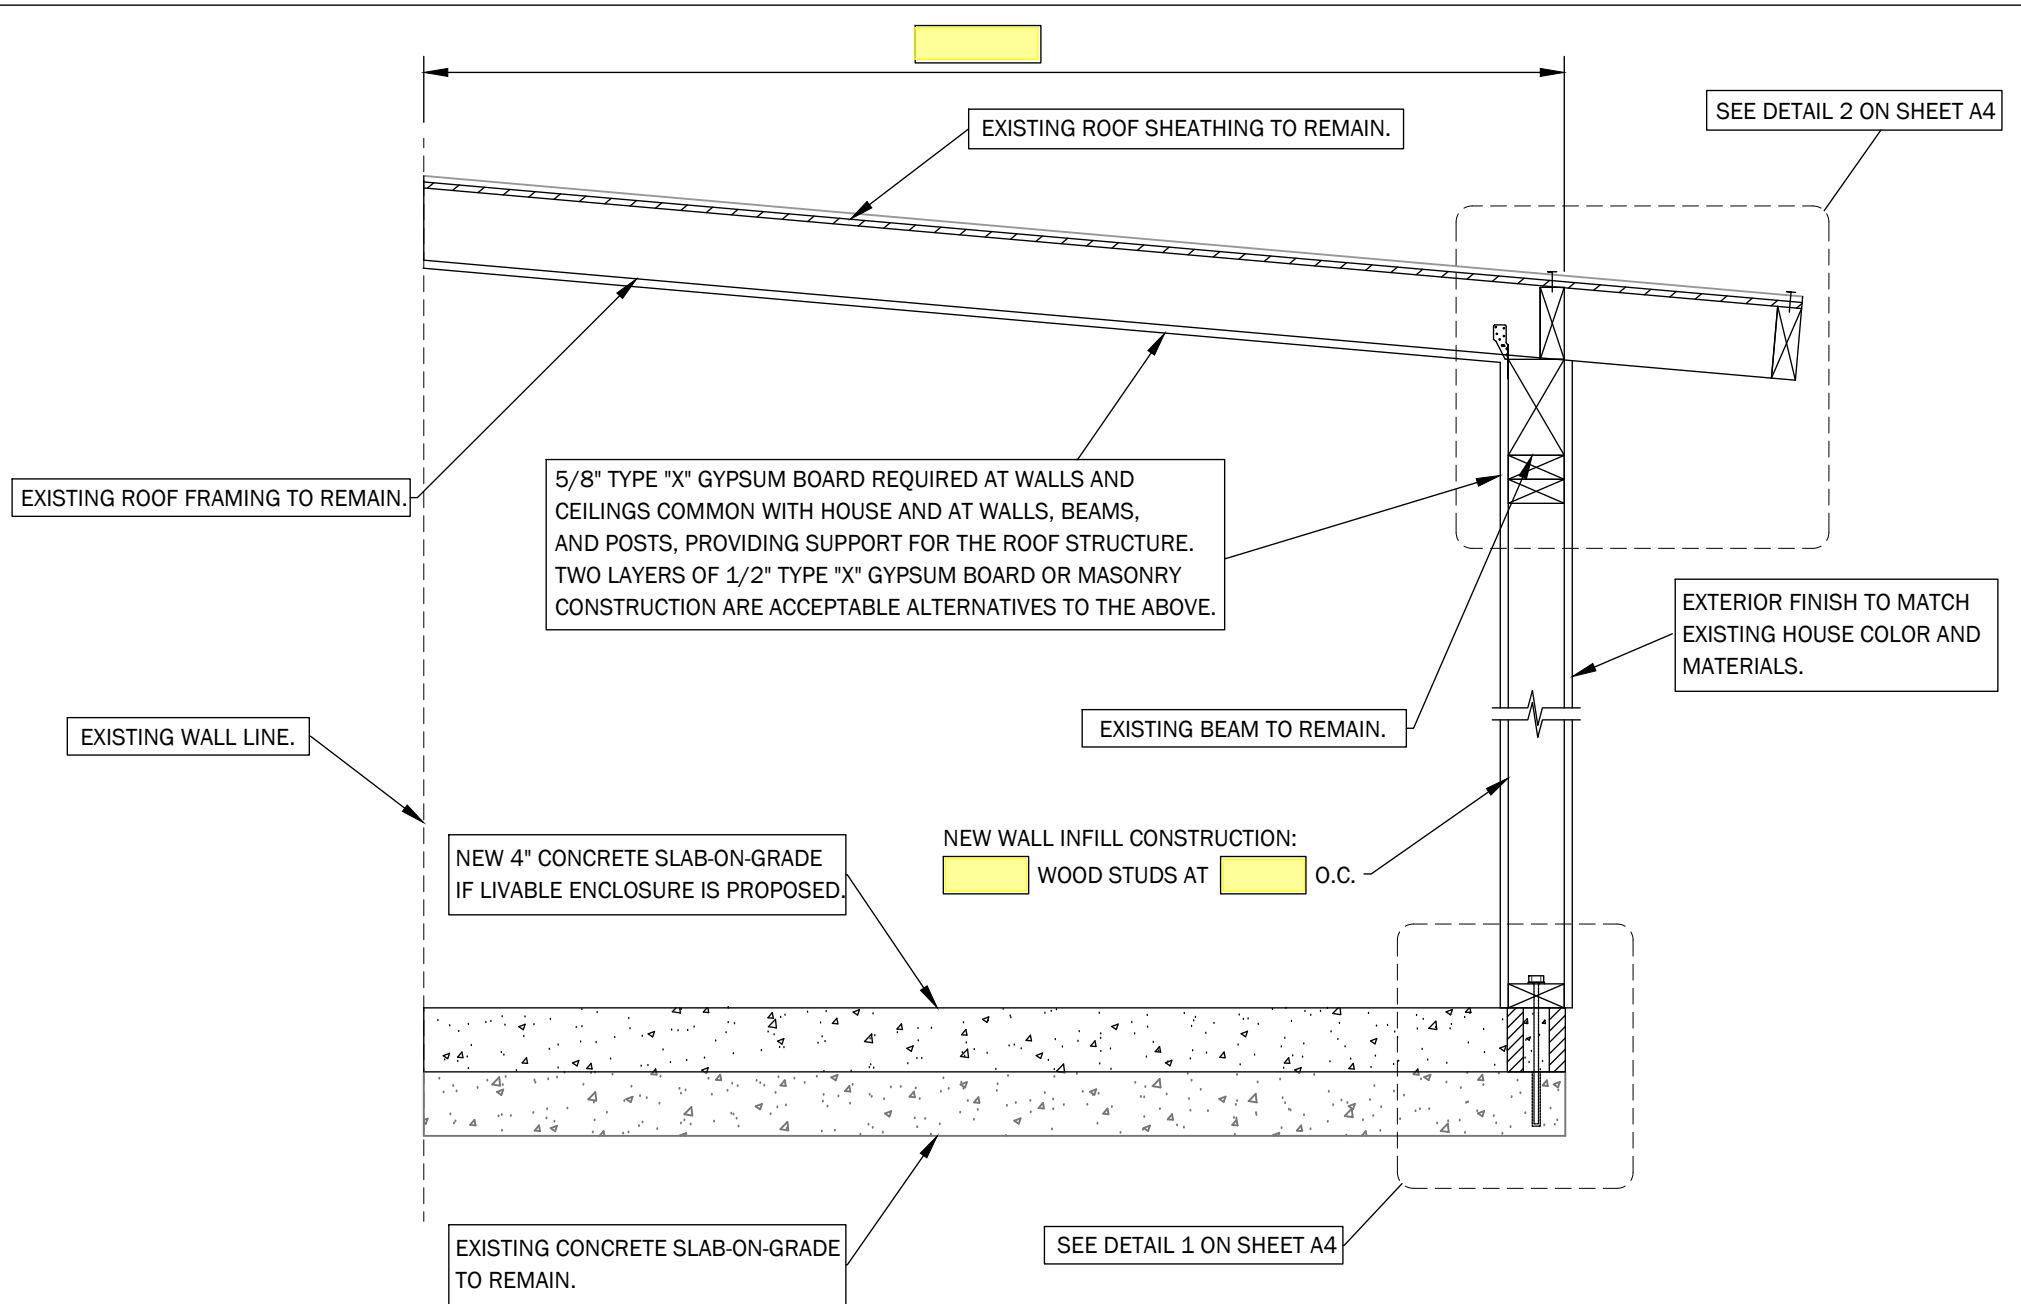 EXISTING ROOF SHEATHING TO REMAIN.
SEE DETAIL 2 ON SHEET A4
EXISTING ROOF FRAMING TO REMAIN.
5/8" TYPE "X" GYPSUM BOARD REQUIRED AT WALLS AND
CEILINGS COMMON WITH HOUSE AND AT WALLS, BEAMS,
AND POSTS, PROVIDING SUPPORT FOR THE ROOF STRUCTURE.
TWO LAYERS OF 1/2" TYPE "X" GYPSUM BOARD OR MASONRY
CONSTRUCTION ARE ACCEPTABLE ALTERNATIVES TO THE ABOVE.
EXTERIOR FINISH TO MATCH
EXISTING HOUSE COLOR AND
MATERIALS.
EXISTING WALL LINE.
EXISTING BEAM TO REMAIN.
NEW WALL INFILL CONSTRUCTION:
WOOD STUDS AT O.C.
NEW 4" CONCRETE SLAB-ON-GRADE
IF LIVABLE ENCLOSURE IS PROPOSED.
EXISTING CONCRETE SLAB-ON-GRADE
TO REMAIN.
SEE DETAIL 1 ON SHEET A4